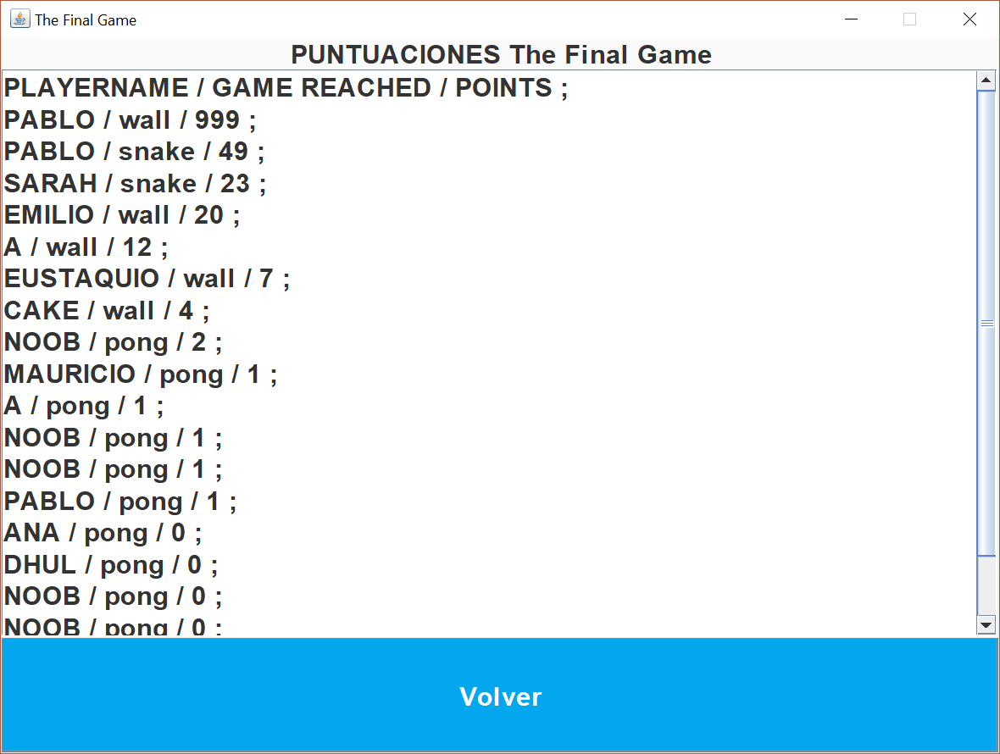 The Final Game
PUNTUACIONES The Final Game
PLAYERNAME / GAME REACHED / POINTS ;
PABLO / wall / 999 ;
PABLO / snake / 49 ;
SARAH / snake / 23 ;
EMILIO / wall / 20 ;
A / wall / 12 ;
EUSTAQUIO / wall / 7 ;
CAKE / wall / 4 ;
NOOB / pong / 2 ;
MAURICIO / pong / 1 ;
A / pong / 1 ;
NOOB / pong / 1 ;
NOOB / pong / 1 ;
PABLO / pong / 1 ;
ANA / pong / 0 ;
DHUL / pong / 0 ;
NOOB / pong / 0 ;
NOOB / pong / 0 ;
Volver